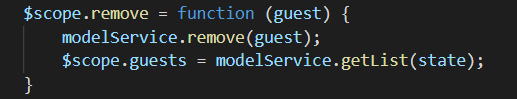 $scope.remove = function (guest) {
    modelService.remove(guest);
    $scope.guests = modelService.getList(state);
}